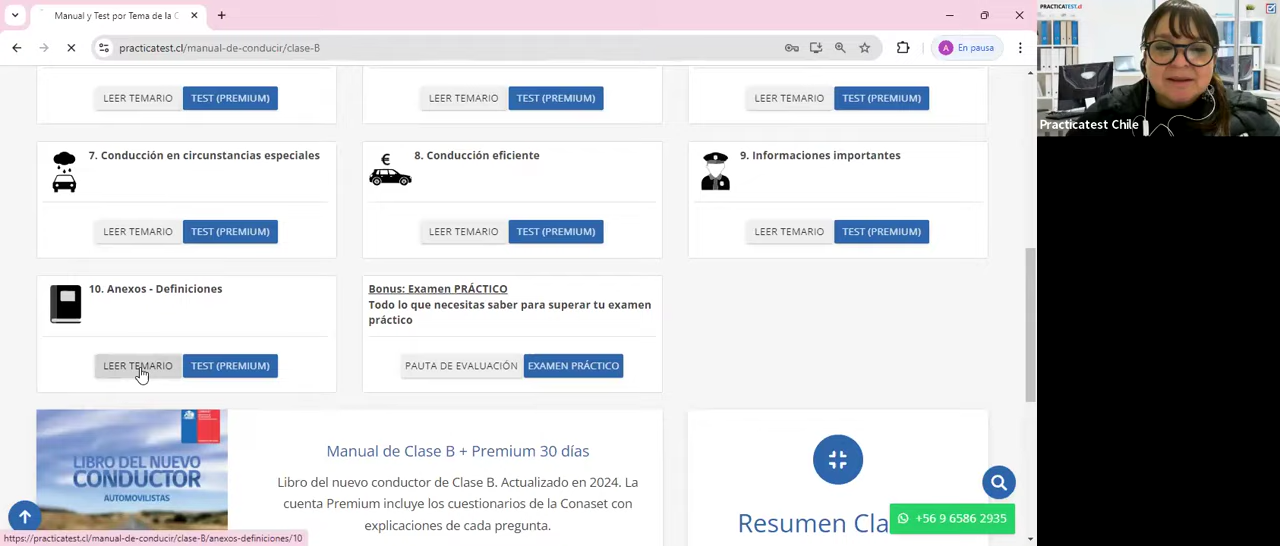 Manual y Test por Tema de la C
practicatest.cl/manual-de-conducir/clase-B
A En pausa
PRACTICATEST.cl
Practicatest Chile
LEER TEMARIO TEST (PREMIUM)
LEER TEMARIO TEST (PREMIUM)
LEER TEMARIO TEST (PREMIUM)
7. Conducción en circunstancias especiales
LEER TEMARIO TEST (PREMIUM)
€
8. Conducción eficiente
LEER TEMARIO TEST (PREMIUM)
9. Informaciones importantes
LEER TEMARIO TEST (PREMIUM)
10. Anexos - Definiciones
LEER TEMARIO TEST (PREMIUM)
Bonus: Examen PRÁCTICO
Todo lo que necesitas saber para superar tu examen
práctico
PAUTA DE EVALUACIÓN EXAMEN PRÁCTICO
LIBRO DEL NUEVO
CONDUCTOR
AUTOMOVILISTAS
Manual de Clase B + Premium 30 días
Libro del nuevo conductor de Clase B. Actualizado en 2024. La
cuenta Premium incluye los cuestionarios de la Conaset con
explicaciones de cada pregunta.
Resumen Cla
+56 9 6586 2935
https://practicatest.cl/manual-de-conducir/clase-B/anexos-definiciones/10